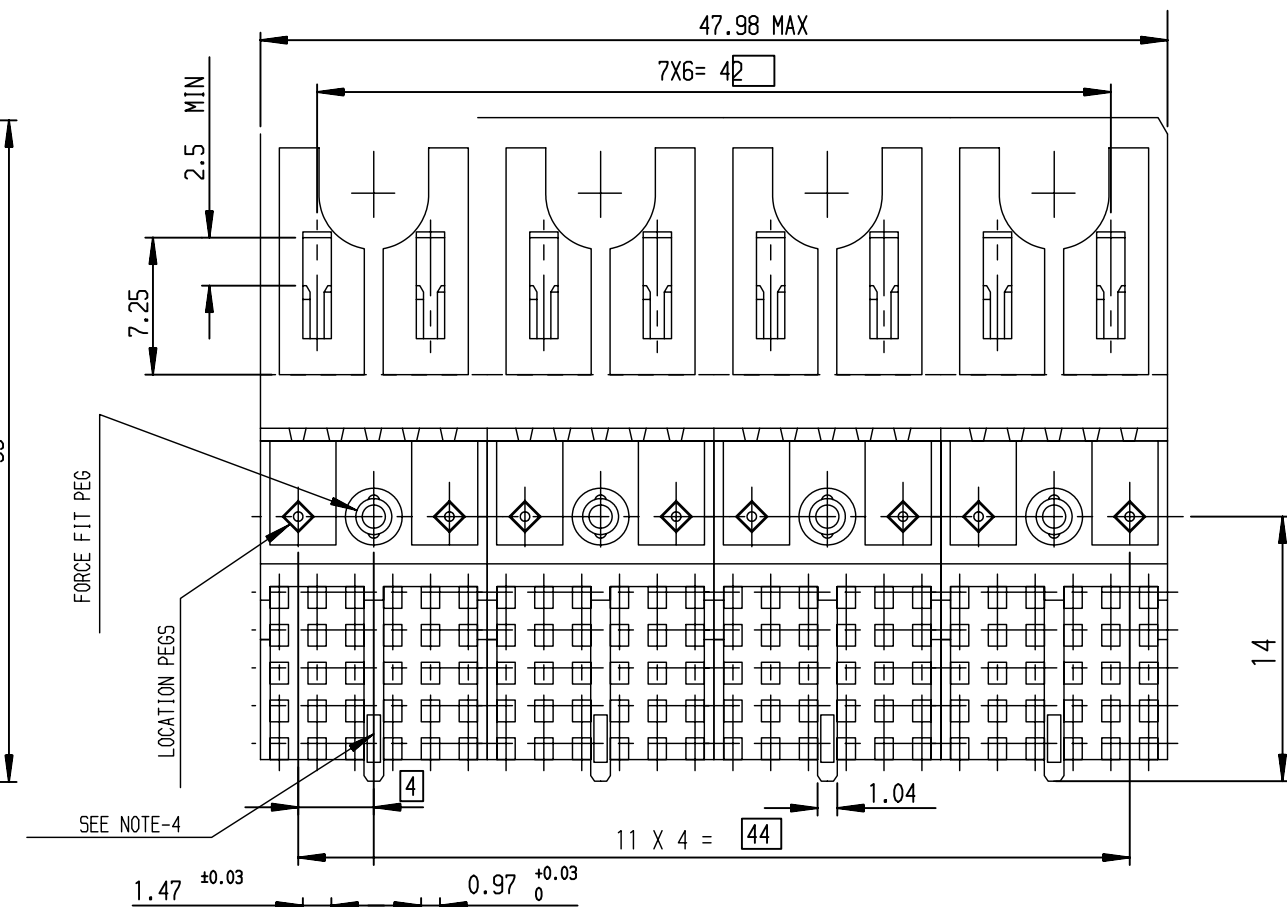 47.98 MAX
7X6= 42
2.5 MIN
7.25
FORCE FIT PEG
LOCATION PEGS
14
4
1.04
SEE NOTE-4
11 X 4 = 44
1.47 ±0.03
0.97 +0.03
0